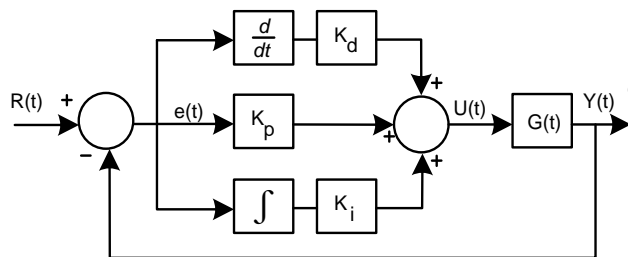 d
dt
K d
+
R(t)
+
e(t)
K p
+
U(t)
G(t)
Y(t)
−
+
∫
K i